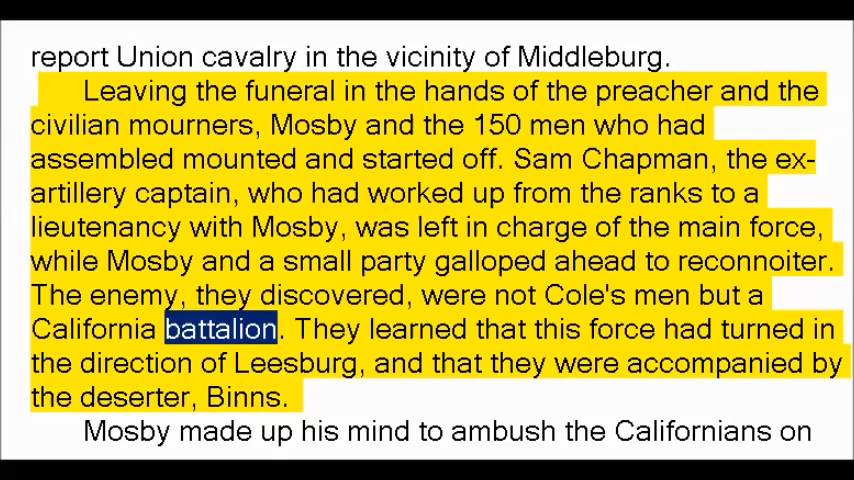 report Union cavalry in the vicinity of Middleburg.
Leaving the funeral in the hands of the preacher and the
civilian mourners, Mosby and the 150 men who had
assembled mounted and started off. Sam Chapman, the ex-
artillery captain, who had worked up from the ranks to a
lieutenancy with Mosby, was left in charge of the main force,
while Mosby and a small party galloped ahead to reconnoiter.
The enemy, they discovered, were not Cole's men but a
California battalion. They learned that this force had turned in
the direction of Leesburg, and that they were accompanied by
the deserter, Binns.
Mosby made up his mind to ambush the Californians on